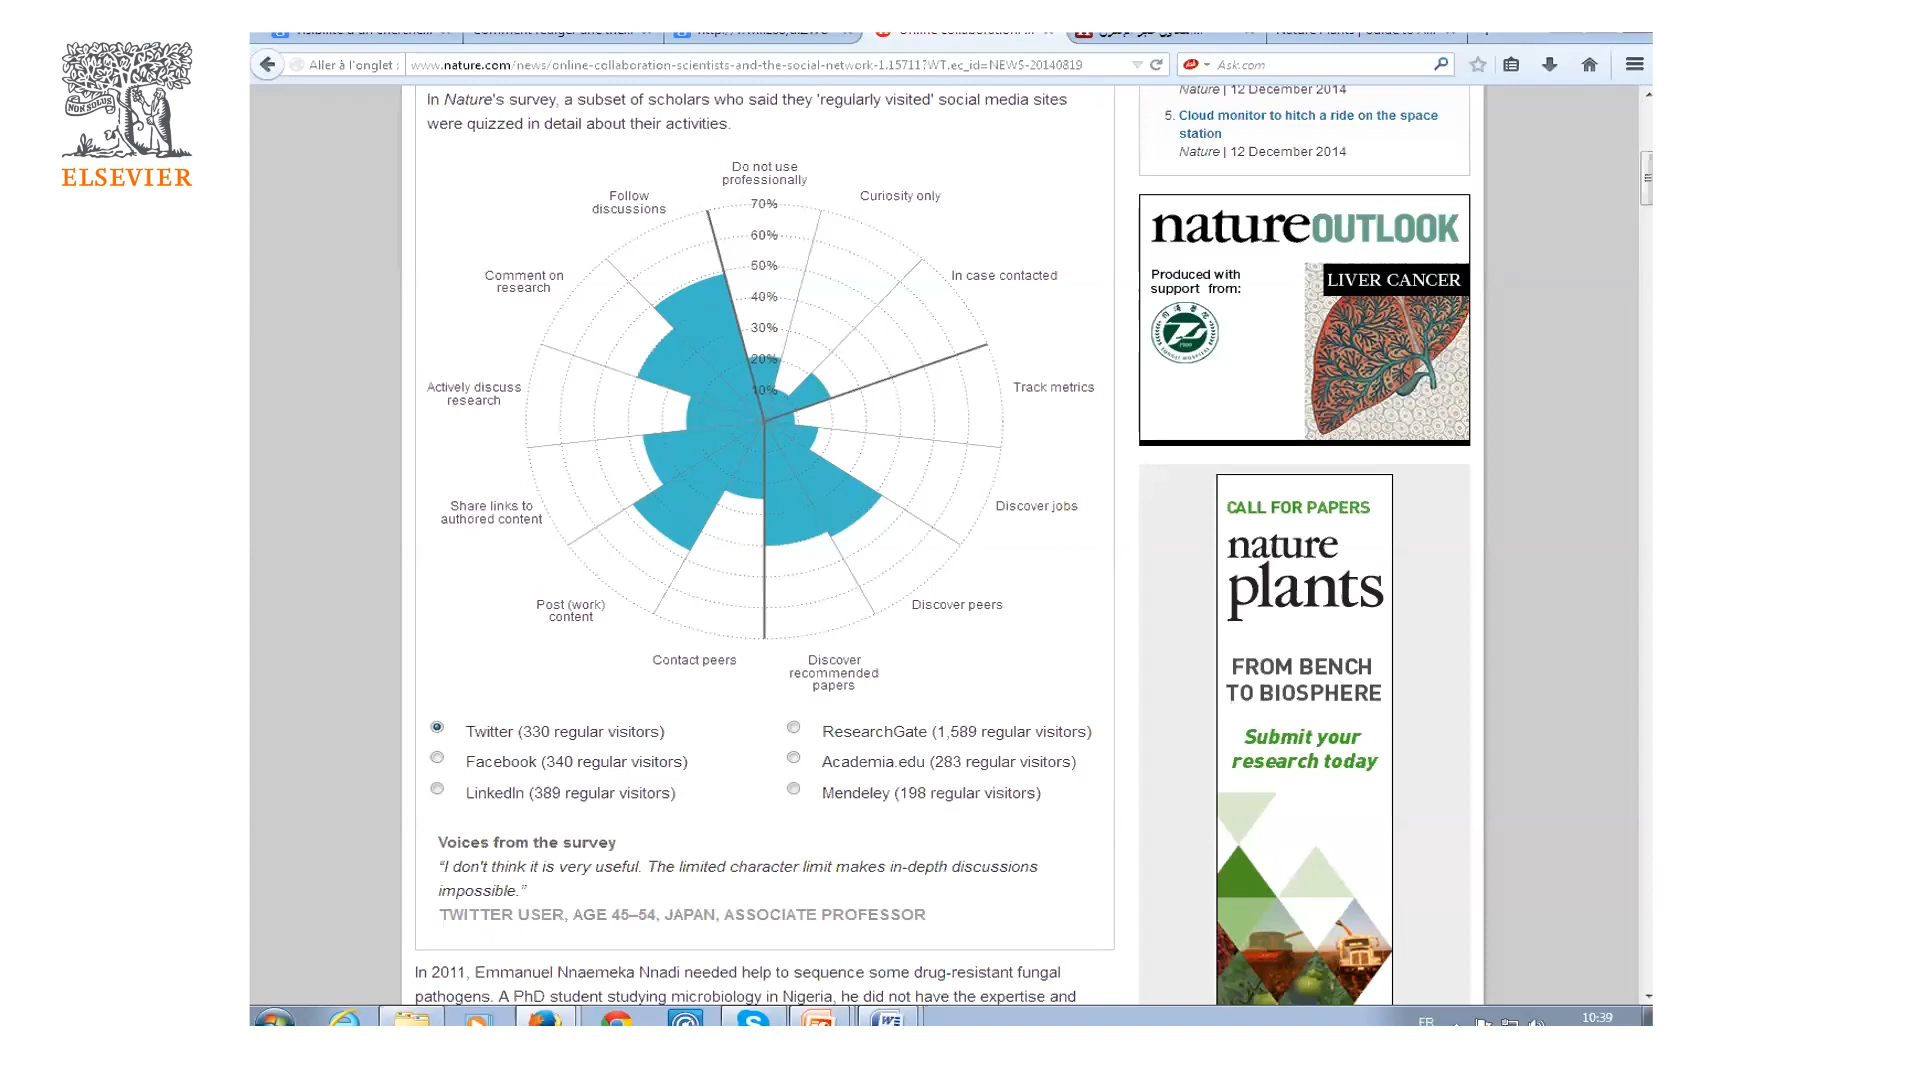 NON SOLUS
ELSEVIER
Aller à l'onglet :
www.nature.com/news/online-collaboration-scientists-and-the-social-network-1.15711?WT.ec_id=NEWS-20140819
Ask
Ask.com
In Nature's survey, a subset of scholars who said they 'regularly visited' social media sites
were quizzed in detail about their activities.
Do not use
professionally
Follow
discussions
Curiosity only
70%
60%
50%
40%
30%
20%
10%
Comment on
research
In case contacted
Actively discuss
research
Track metrics
Share links to
authored content
Discover jobs
Post (work)
content
Discover peers
Contact peers
Discover
recommended
papers
Twitter (330 regular visitors)
ResearchGate (1,589 regular visitors)
Facebook (340 regular visitors)
Academia.edu (283 regular visitors)
LinkedIn (389 regular visitors)
Mendeley (198 regular visitors)
Voices from the survey
“I don't think it is very useful. The limited character limit makes in-depth discussions
impossible.”
TWITTER USER, AGE 45–54, JAPAN, ASSOCIATE PROFESSOR
In 2011, Emmanuel Nnaemeka Nnadi needed help to sequence some drug-resistant fungal
pathogens. A PhD student studying microbiology in Nigeria, he did not have the expertise and
Nature | 12 December 2014
5. Cloud monitor to hitch a ride on the space
station
Nature | 12 December 2014
nature OUTLOOK
Produced with
support from:
LIVER CANCER
CALL FOR PAPERS
nature
plants
FROM BENCH
TO BIOSPHERE
Submit your
research today
FR
10:39